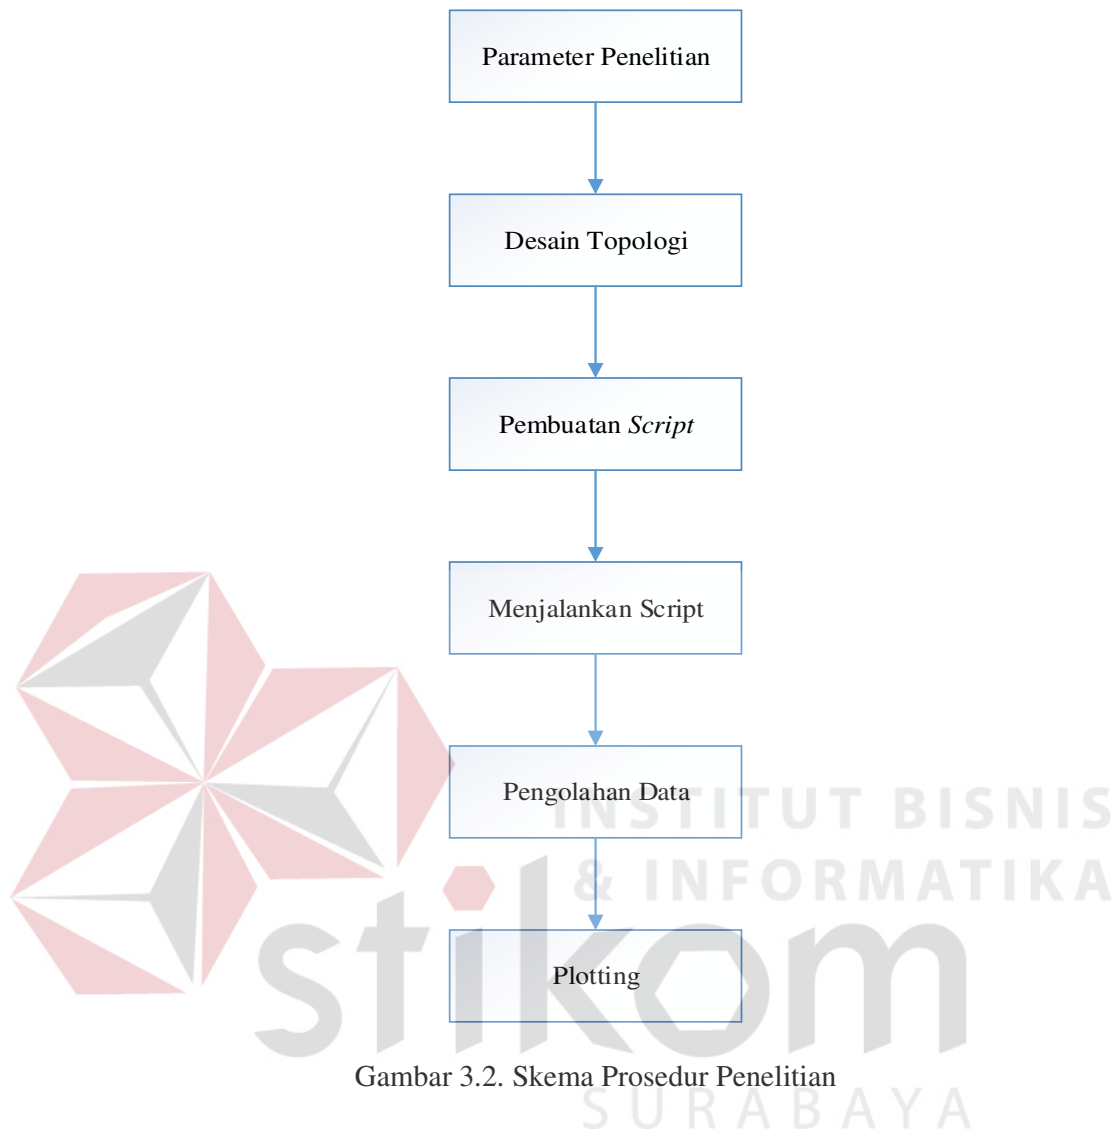 Parameter Penelitian
Desain Topologi
Pembuatan Script
Menjalankan Script
Pengolahan Data
INSTITUT BISNIS
& INFORMATIKA
stikom
Plotting
Gambar 3.2. Skema Prosedur Penelitian
SURABAYA